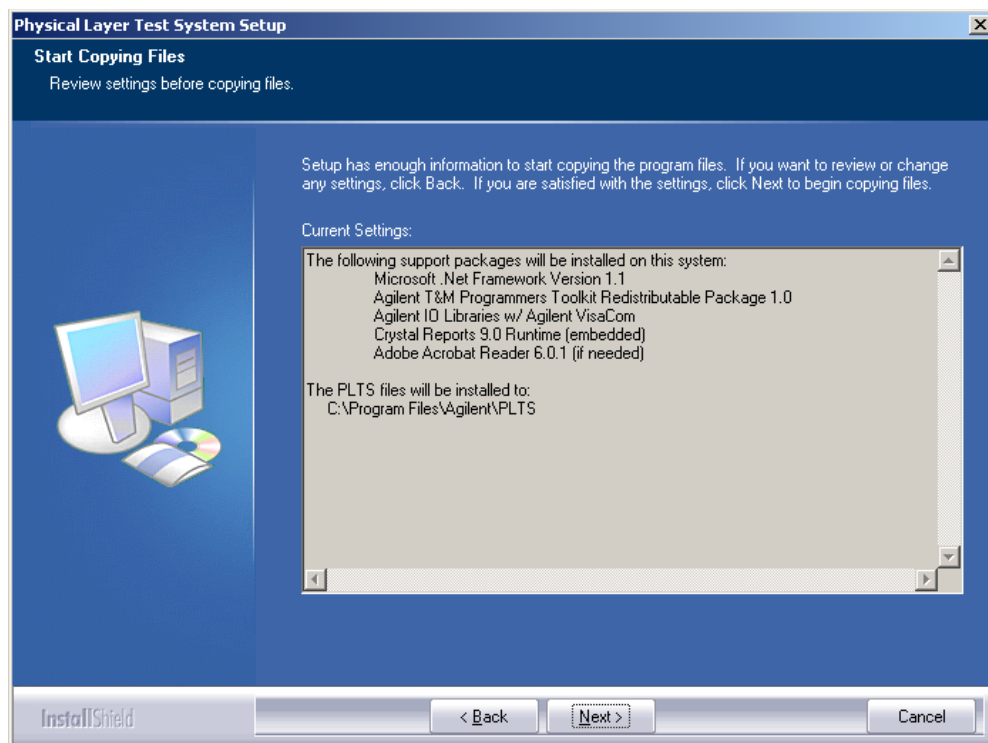 Physical Layer Test System Setup
Start Copying Files
Review settings before copying files.
Setup has enough information to start copying the program files. If you want to review or change
any settings, click Back. If you are satisfied with the settings, click Next to begin copying files.
Current Settings:
The following support packages will be installed on this system:
Microsoft .Net Framework Version 1.1
Agilent T&M Programmers Toolkit Redistributable Package 1.0
Agilent IO Libraries w/ Agilent VisaCom
Crystal Reports 9.0 Runtime (embedded)
Adobe Acrobat Reader 6.0.1 (if needed)
The PLTS files will be installed to:
C:\Program Files\Agilent\PLTS
InstallShield
< Back
Next >
Cancel